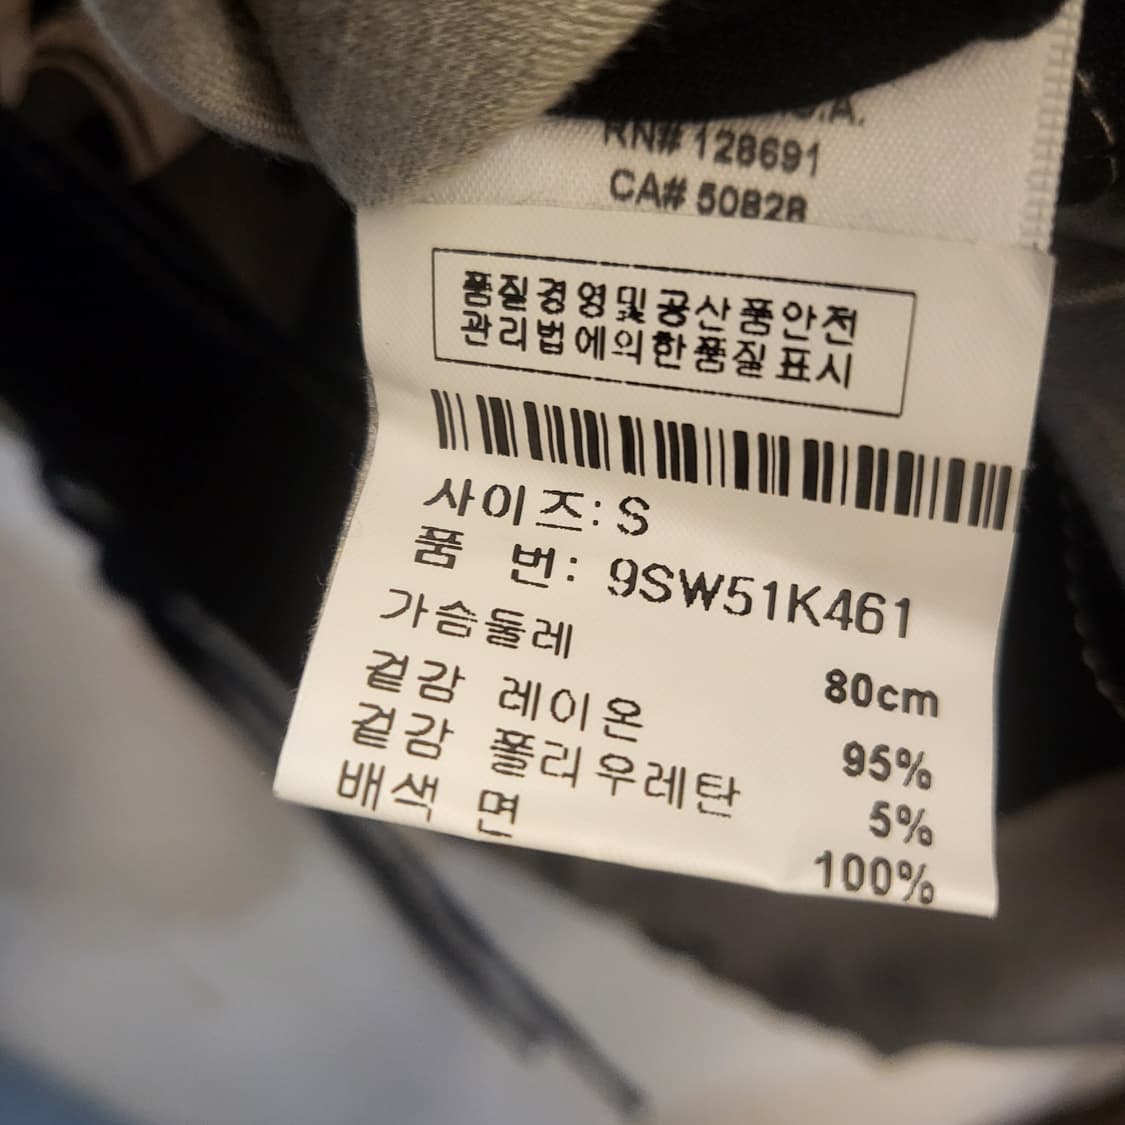 RN# 128691
CA# 50828
품질경영및공산품안전
관리법에의한품질표시
사이즈: S
품 번: 9SW51K461
가슴둘레 80cm
겉감 레이온 95%
겉감 폴리우레탄 5%
배색 면 100%